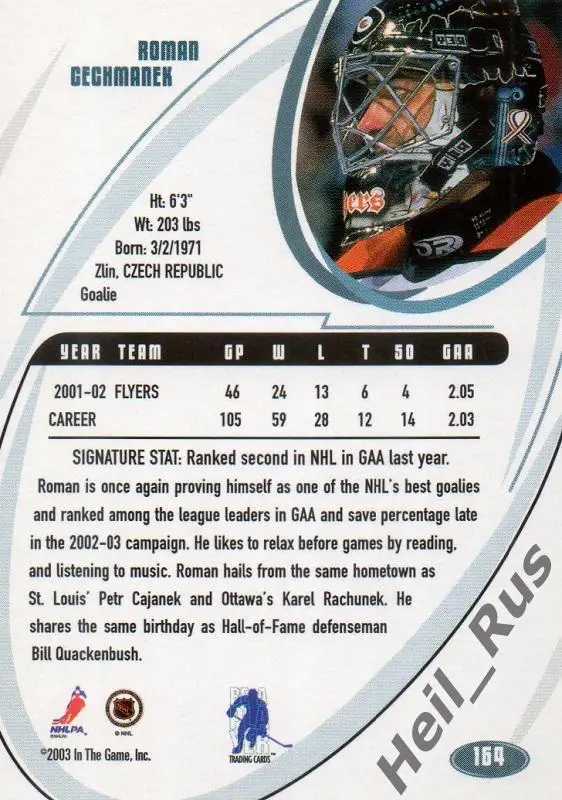 ROMAN
CECHMANEK
Ht: 6'3"
Wt: 203 lbs
Born: 3/2/1971
Zlin, CZECH REPUBLIC
Goalie
YEAR TEAM GP W L T SO GAA
2001-02 FLYERS 46 24 13 6 4 2.05
CAREER 105 59 28 12 14 2.03
SIGNATURE STAT: Ranked second in NHL in GAA last year.
Roman is once again proving himself as one of the NHL's best goalies
and ranked among the league leaders in GAA and save percentage late
in the 2002-03 campaign. He likes to relax before games by reading,
and listening to music. Roman hails from the same hometown as
St. Louis' Petr Cajanek and Ottawa's Karel Rachunek. He
shares the same birthday as Hall-of-Fame defenseman
Bill Quackenbush.
NHLPA™
© NHL
TRADING CARDS™
©2003 In The Game, Inc.
164
Heil_Rus